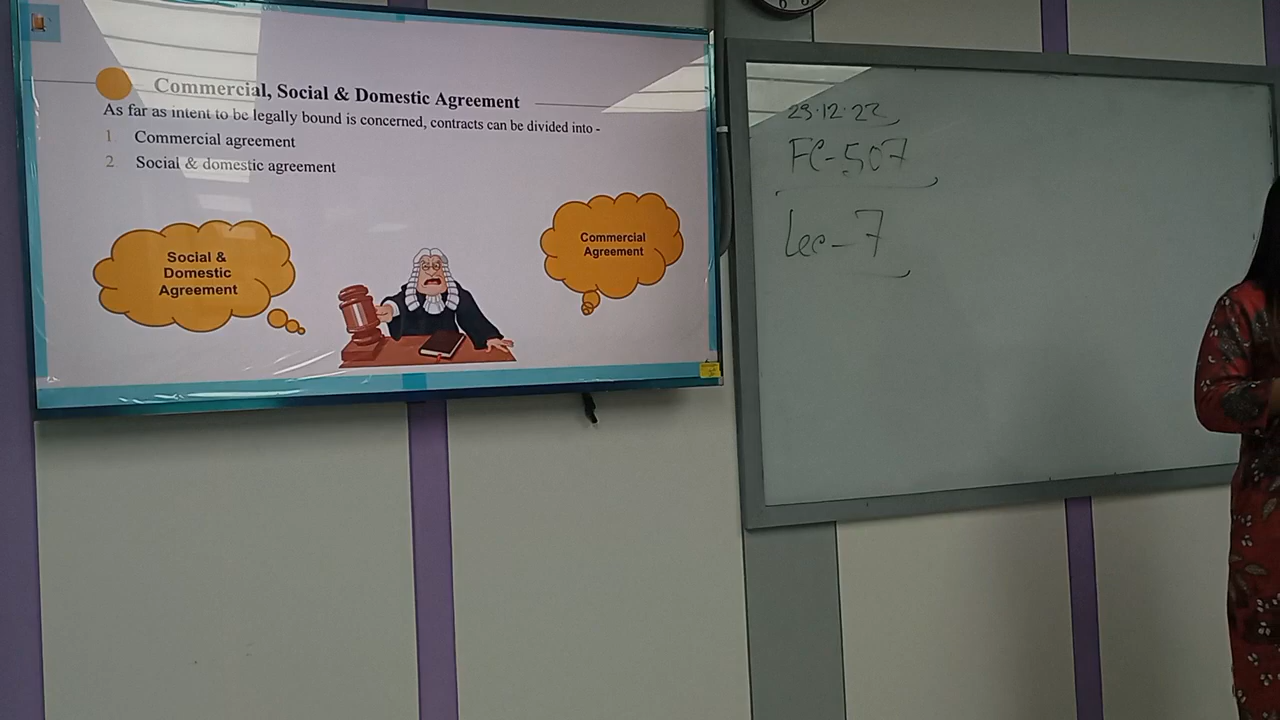 Commercial, Social & Domestic Agreement
As far as intent to be legally bound is concerned, contracts can be divided into -
1 Commercial agreement
2 Social & domestic agreement
Social &
Domestic
Agreement
Commercial
Agreement
29.12.22
FC-507
Lec-7